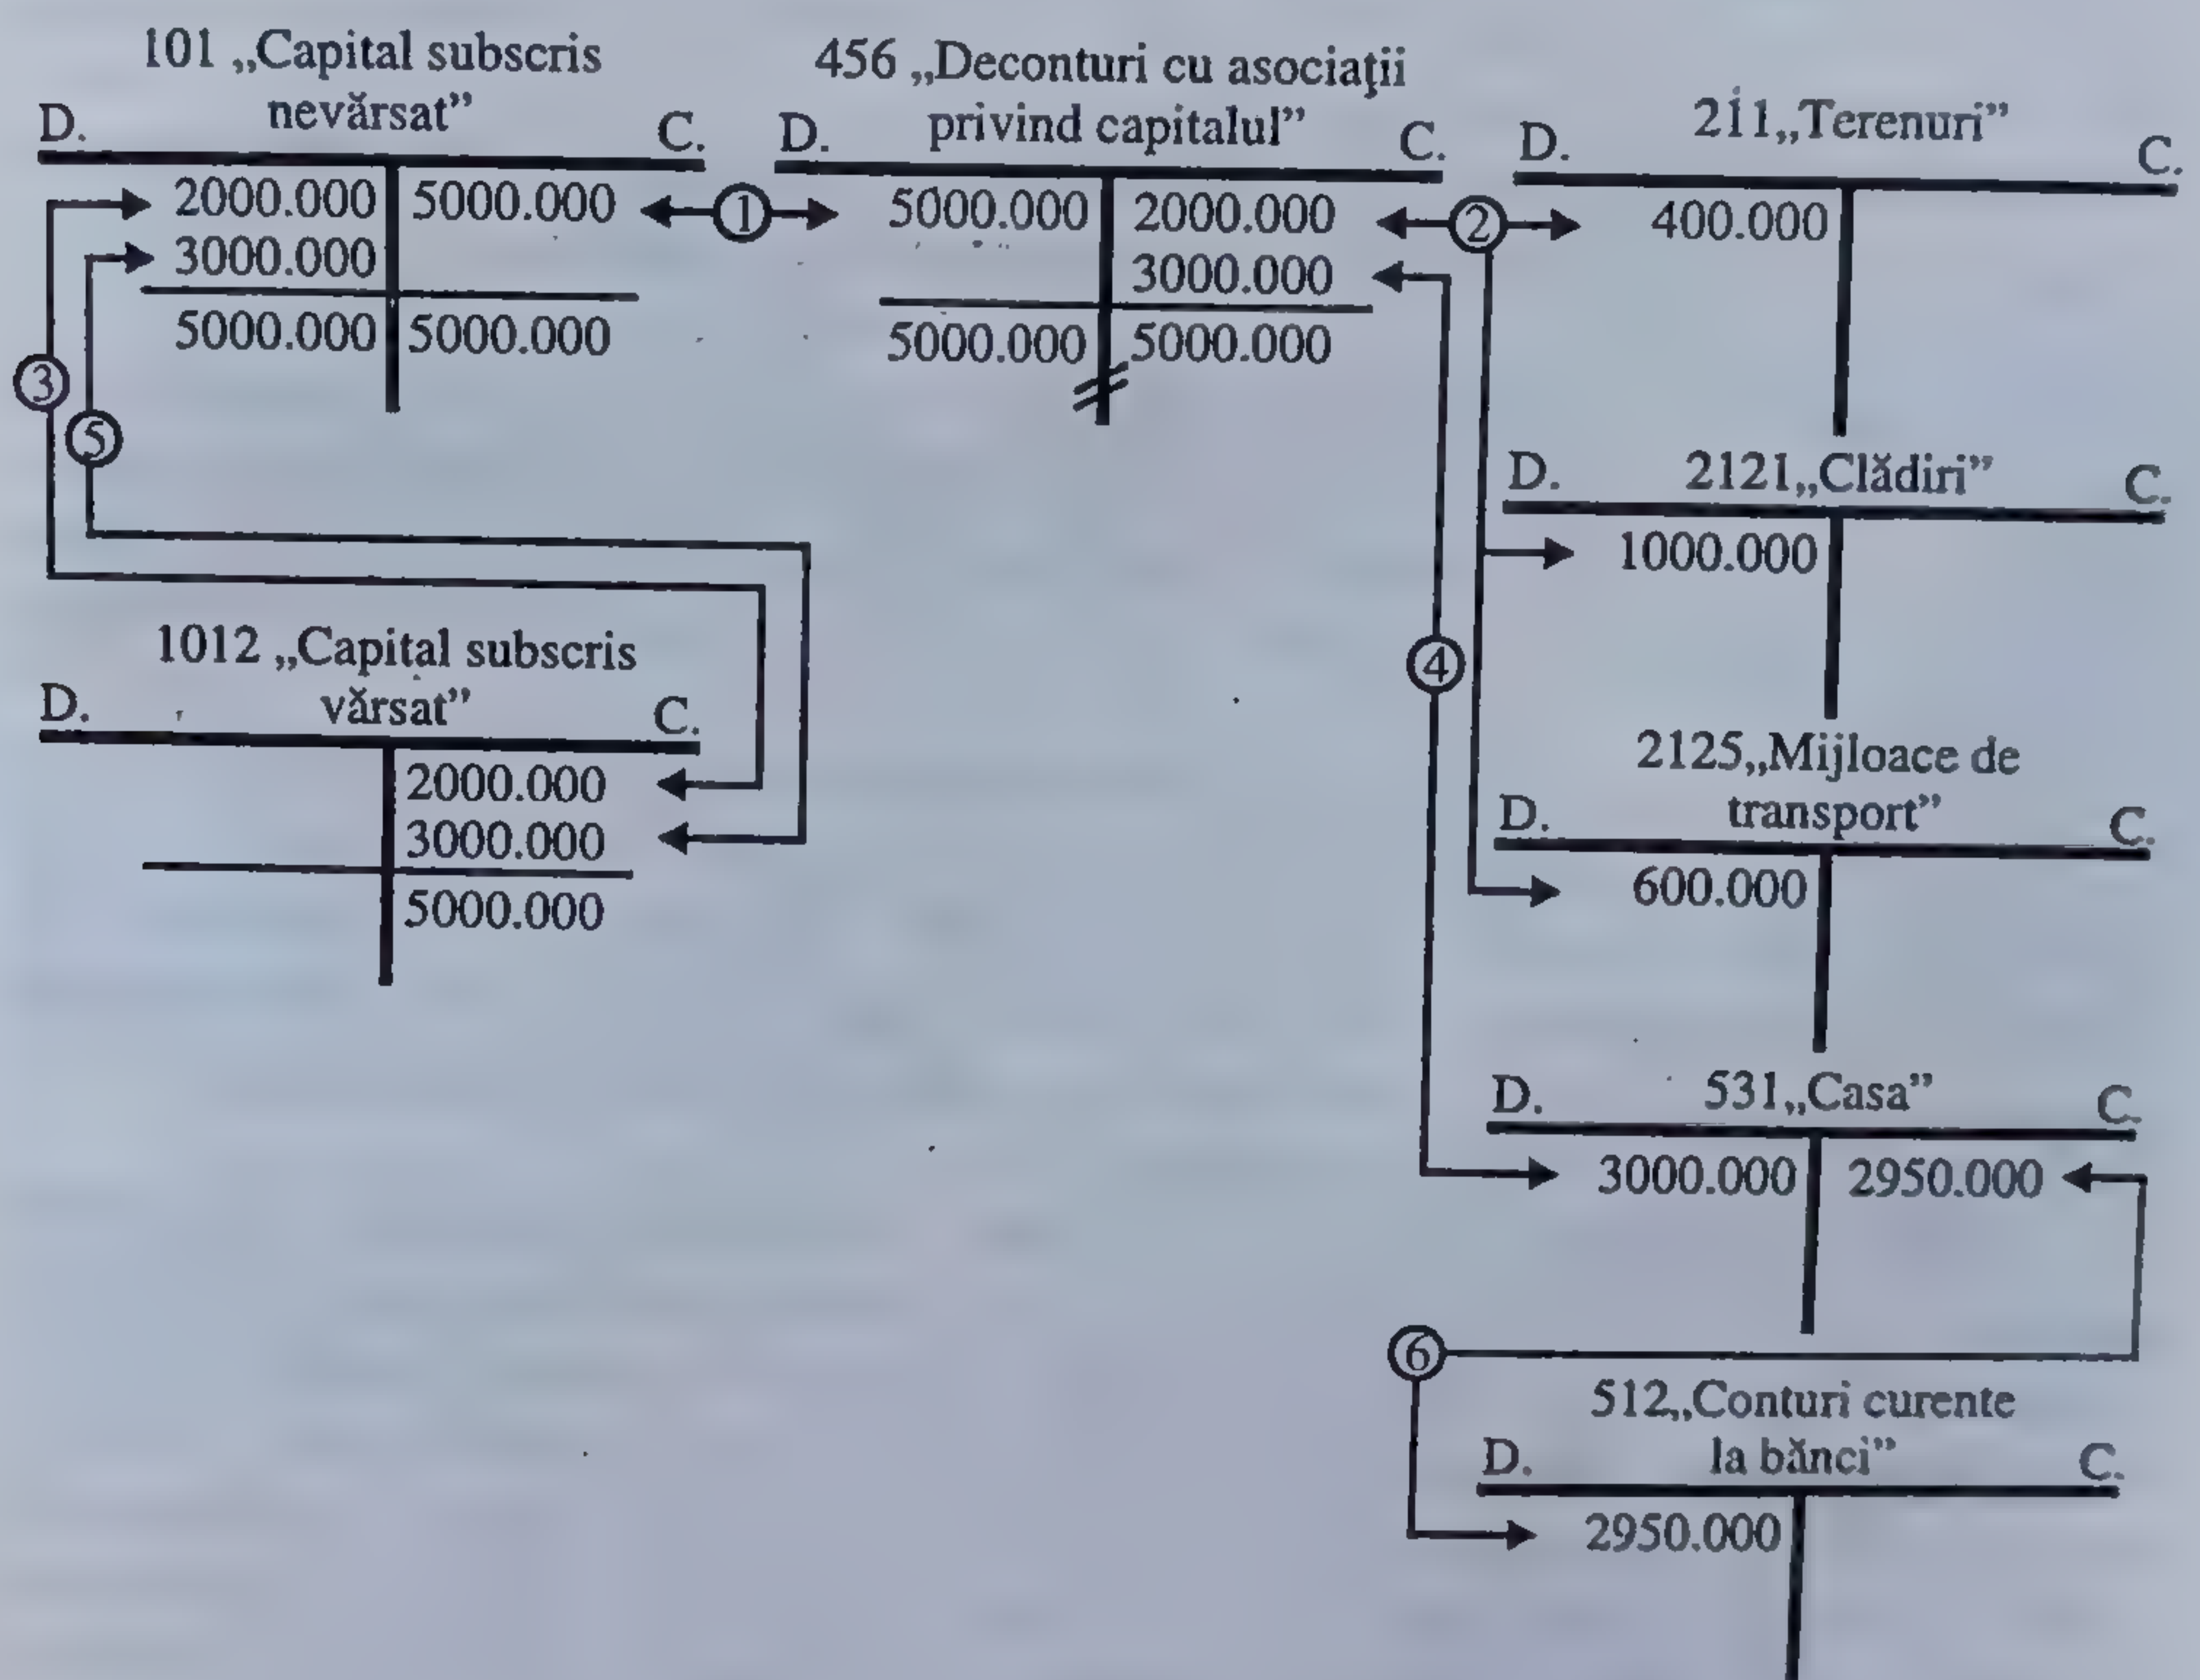 101 „Capital subscris
nevărsat”
D. C.
2000.000 5000.000
3000.000
5000.000 5000.000
1
456 „Deconturi cu asociaţii
privind capitalul”
D. C.
5000.000 2000.000
3000.000
5000.000 5000.000
2
211„Terenuri”
D. C.
400.000
3
5
2121„Clădiri”
D. C.
1000.000
1012 „Capital subscris
vărsat”
D. C.
2000.000
3000.000
5000.000
4
2125„Mijloace de
transport”
D. C.
600.000
531„Casa”
D. C.
3000.000 2950.000
6
512„Conturi curente
la bănci”
D. C.
2950.000